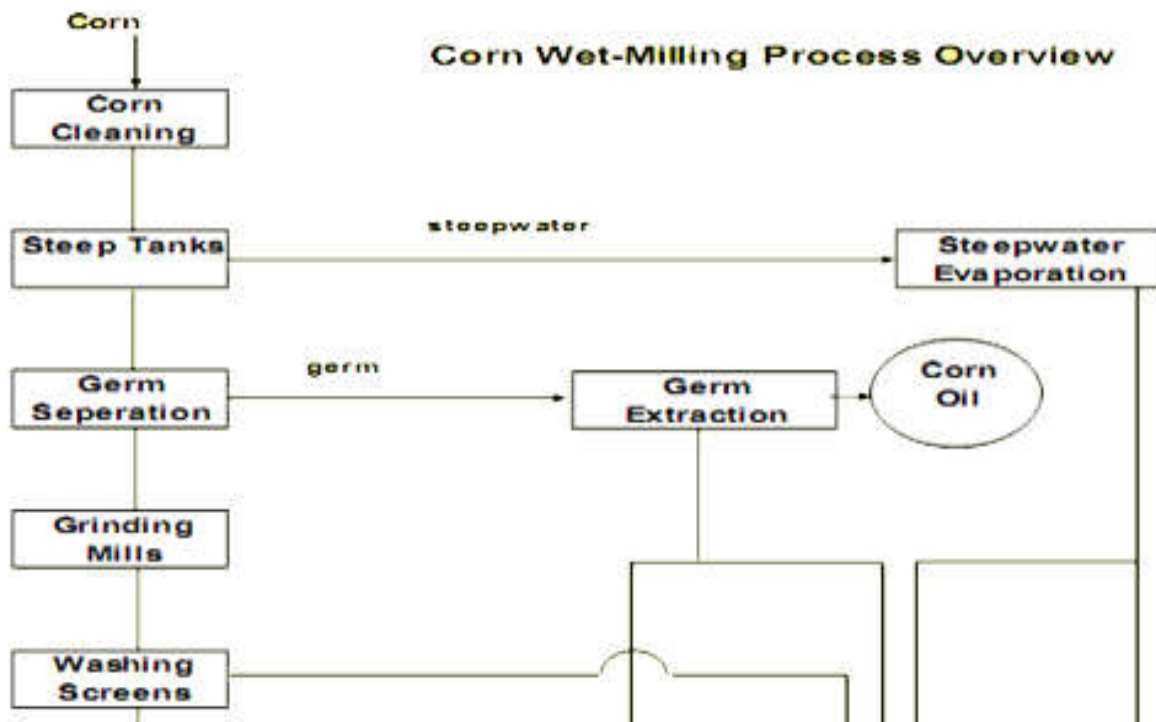 Corn
Corn Wet-Milling Process Overview
Corn
Cleaning
steepwater
Steep Tanks
Steepwater
Evaporation
germ
Germ
Seperation
Germ
Extraction
Corn
Oil
Grinding
Mills
Washing
Screens